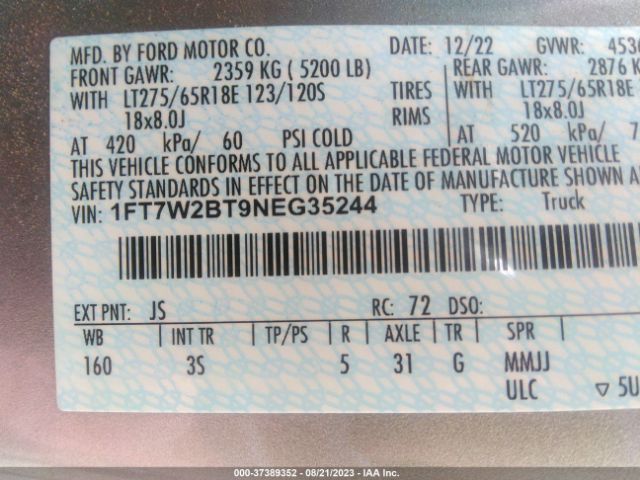 MFD. BY FORD MOTOR CO. DATE: 12/22 GVWR:
FRONT GAWR: 2359 KG ( 5200 LB) REAR GAWR: 2876
WITH LT275/65R18E 123/120S TIRES WITH LT275/65R18E
18x8.0J RIMS 18x8.0J
AT 420 kPa/ 60 PSI COLD AT 520 kPa/
THIS VEHICLE CONFORMS TO ALL APPLICABLE FEDERAL MOTOR VEHICLE
SAFETY STANDARDS IN EFFECT ON THE DATE OF MANUFACTURE SHOWN
VIN: 1FT7W2BT9NEG35244 TYPE: Truck
EXT PNT: JS RC: 72 DSO:
WB INT TR TP/PS R AXLE TR SPR
160 3S 5 31 G MMJJ
ULC ▽ 5U
000-37389352 - 08/21/2023 - IAA Inc.